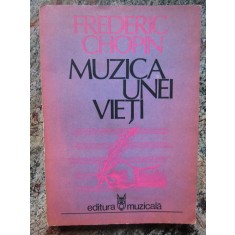 FREDERIC
CHOPIN
MUZICA
UNEI
VIEȚI
editura muzicală